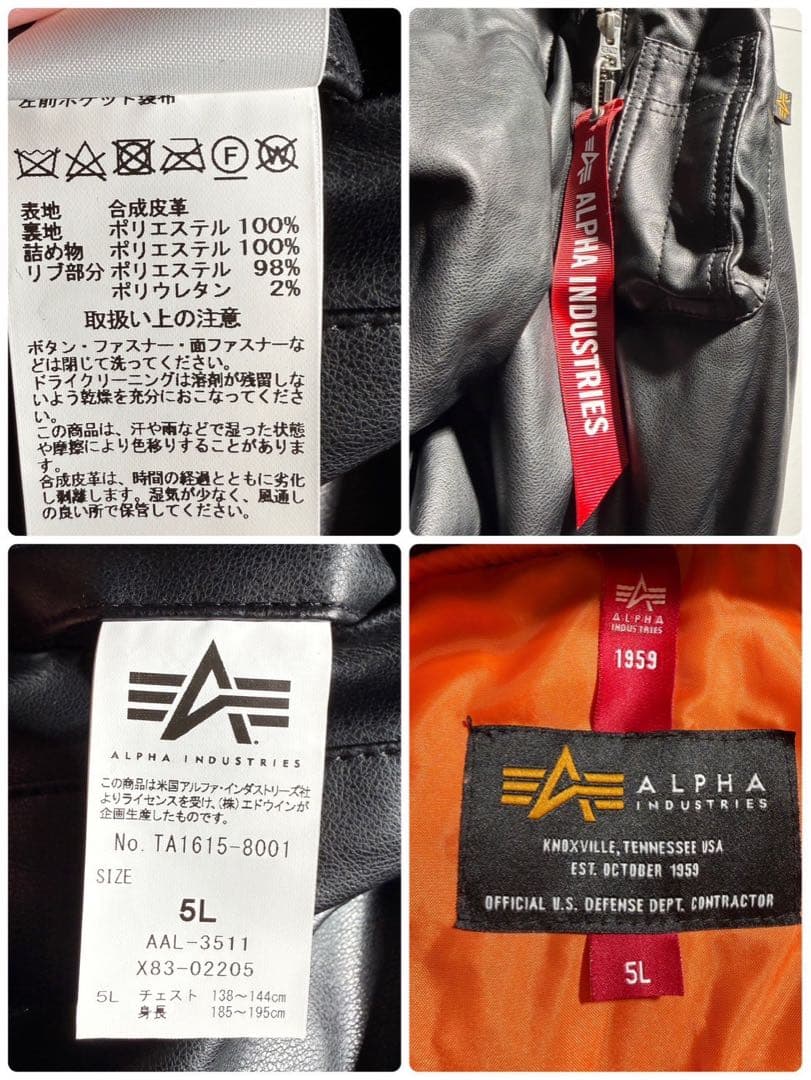 左前ポケット袋布
F
W
表地 合成皮革
裏地 ポリエステル 100%
詰め物 ポリエステル 100%
リブ部分 ポリエステル 98%
ポリウレタン 2%
取扱い上の注意
ボタン・ファスナー・面ファスナーな
どは閉じて洗ってください。
ドライクリーニングは溶剤が残留しな
いよう乾燥を充分におこなってくださ
い。
この商品は、汗や雨などで湿った状態
や摩擦により色移りすることがありま
す。
合成皮革は、時間の経過とともに劣化
し剥離します。湿気が少なく、風通し
の良い所で保管してください。
ALPHA INDUSTRIES
ALPHA INDUSTRIES
この商品は米国アルファ・インダストリーズ社
よりライセンスを受け、(株)エドウインが
企画生産したものです。
No. TA1615-8001
SIZE
5L
AAL-3511
X83-02205
5L チェスト 138～144cm
身長 185～195cm
ALPHA
INDUSTRIES
1959
ALPHA
INDUSTRIES
KNOXVILLE, TENNESSEE USA
EST. OCTOBER 1959
OFFICIAL U.S. DEFENSE DEPT. CONTRACTOR
5L